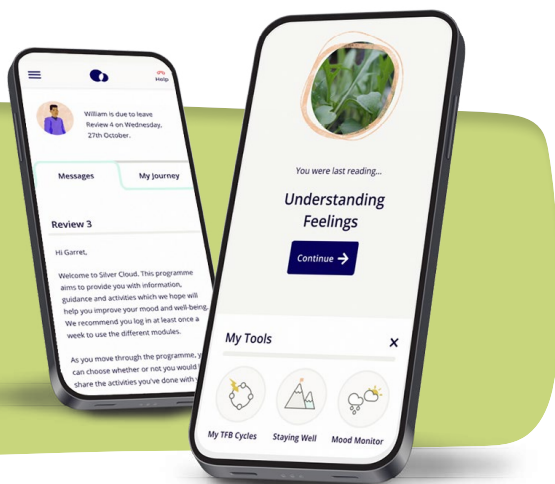 Help
William is due to leave
Review 4 on Wednesday,
27th October.
Messages
My Journey
Review 3
Hi Garret,
Welcome to Silver Cloud. This programme
aims to provide you with information,
guidance and activities which we hope will
help you improve your mood and well-being.
We recommend you log in at least once a
week to use the different modules.
As you move through the programme,
can choose whether or not you would
share the activities you've done with
You were last reading...
Understanding
Feelings
Continue
My Tools
My TFB Cycles
Staying Well
Mood Monitor